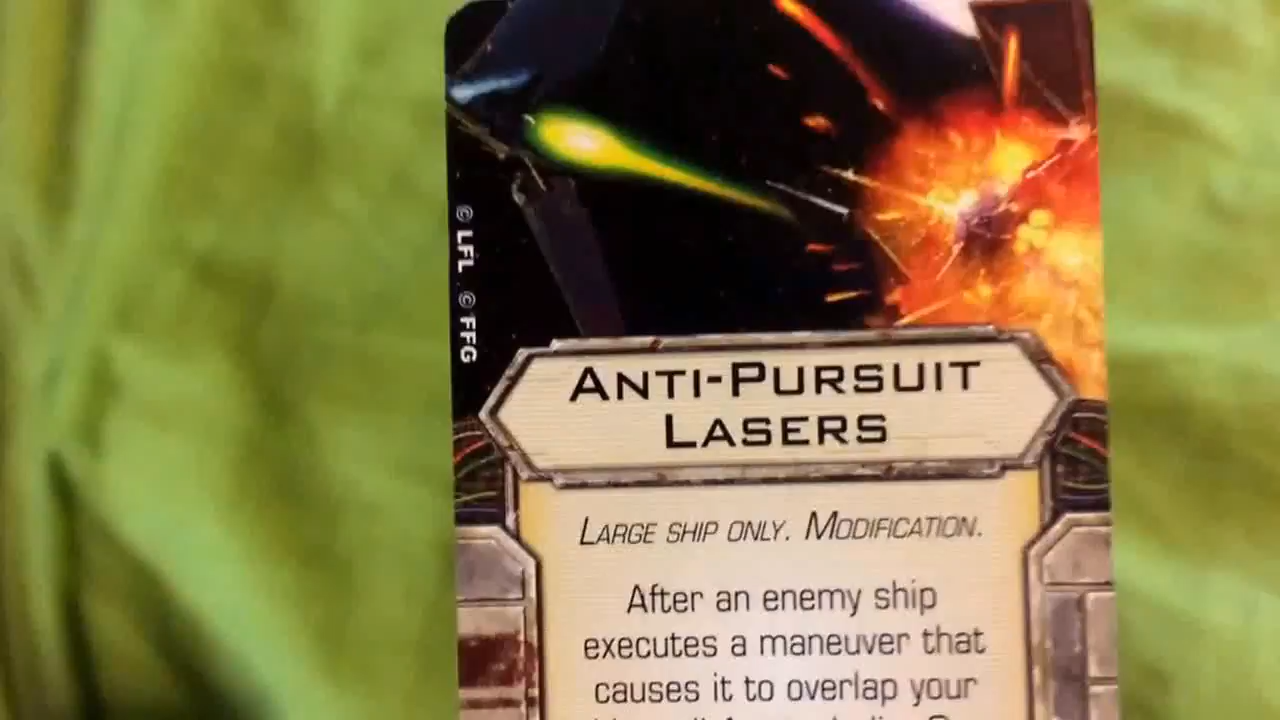 © LFL © FFG
ANTI-PURSUIT
LASERS
LARGE SHIP ONLY. MODIFICATION.
After an enemy ship
executes a maneuver that
causes it to overlap your